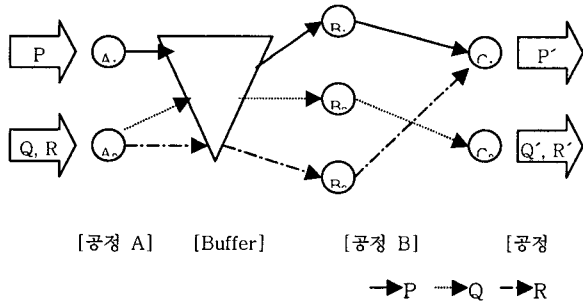 P
Q, R
P′
Q′, R′
[공정 A] [Buffer] [공정 B] [공정
P Q R